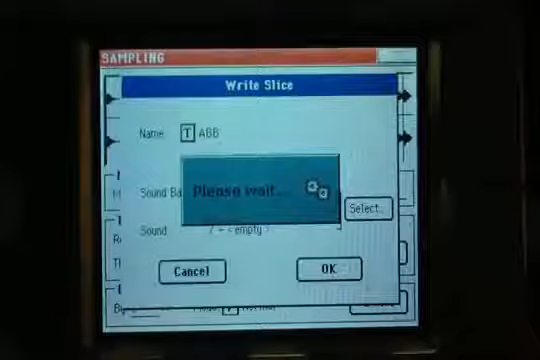 SAMPLING
Write Slice
Name T ABB
Sound Ba
Please wait...
Select..
Sound
<empty>
Cancel
OK